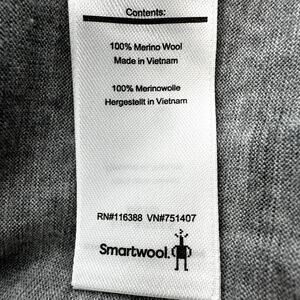 Contents:
100% Merino Wool
Made in Vietnam
100% Merinowolle
Hergestellt in Vietnam
RN#116388 VN#751407
Smartwool.